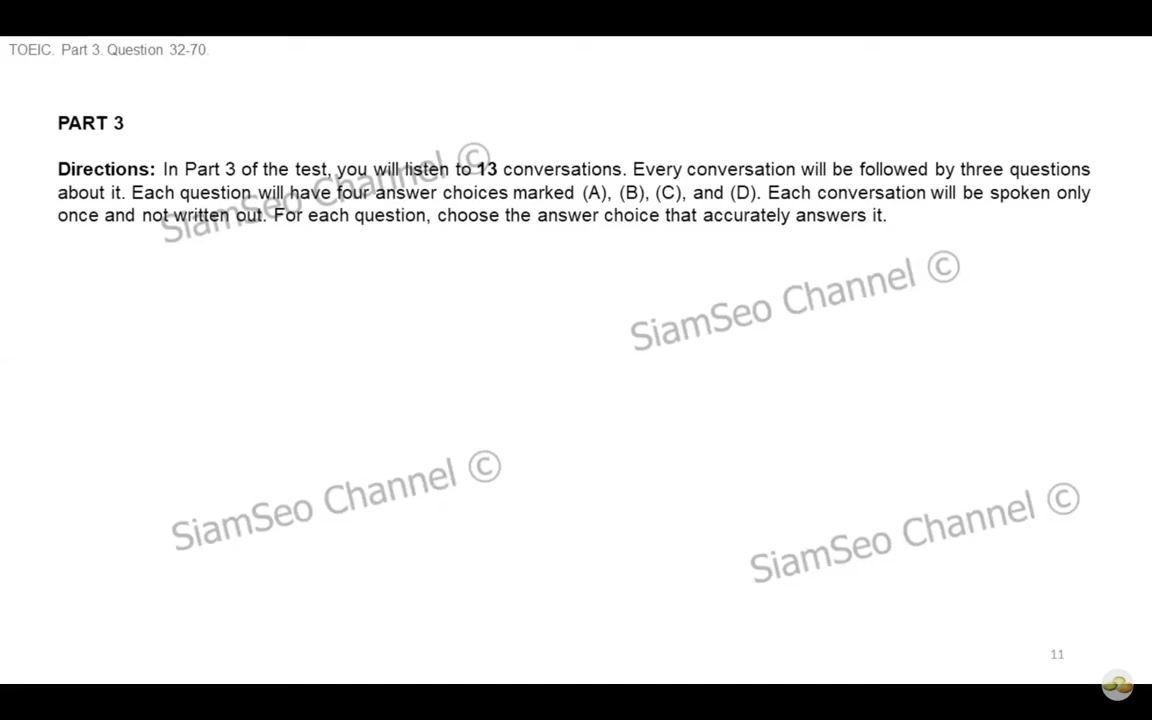 TOEIC. Part 3. Question 32-70.
PART 3
Directions: In Part 3 of the test, you will listen to 13 conversations. Every conversation will be followed by three questions
about it. Each question will have four answer choices marked (A), (B), (C), and (D). Each conversation will be spoken only
once and not written out. For each question, choose the answer choice that accurately answers it.
SiamSeo Channel ©
SiamSeo Channel ©
SiamSeo Channel ©
SiamSeo Channel ©
11